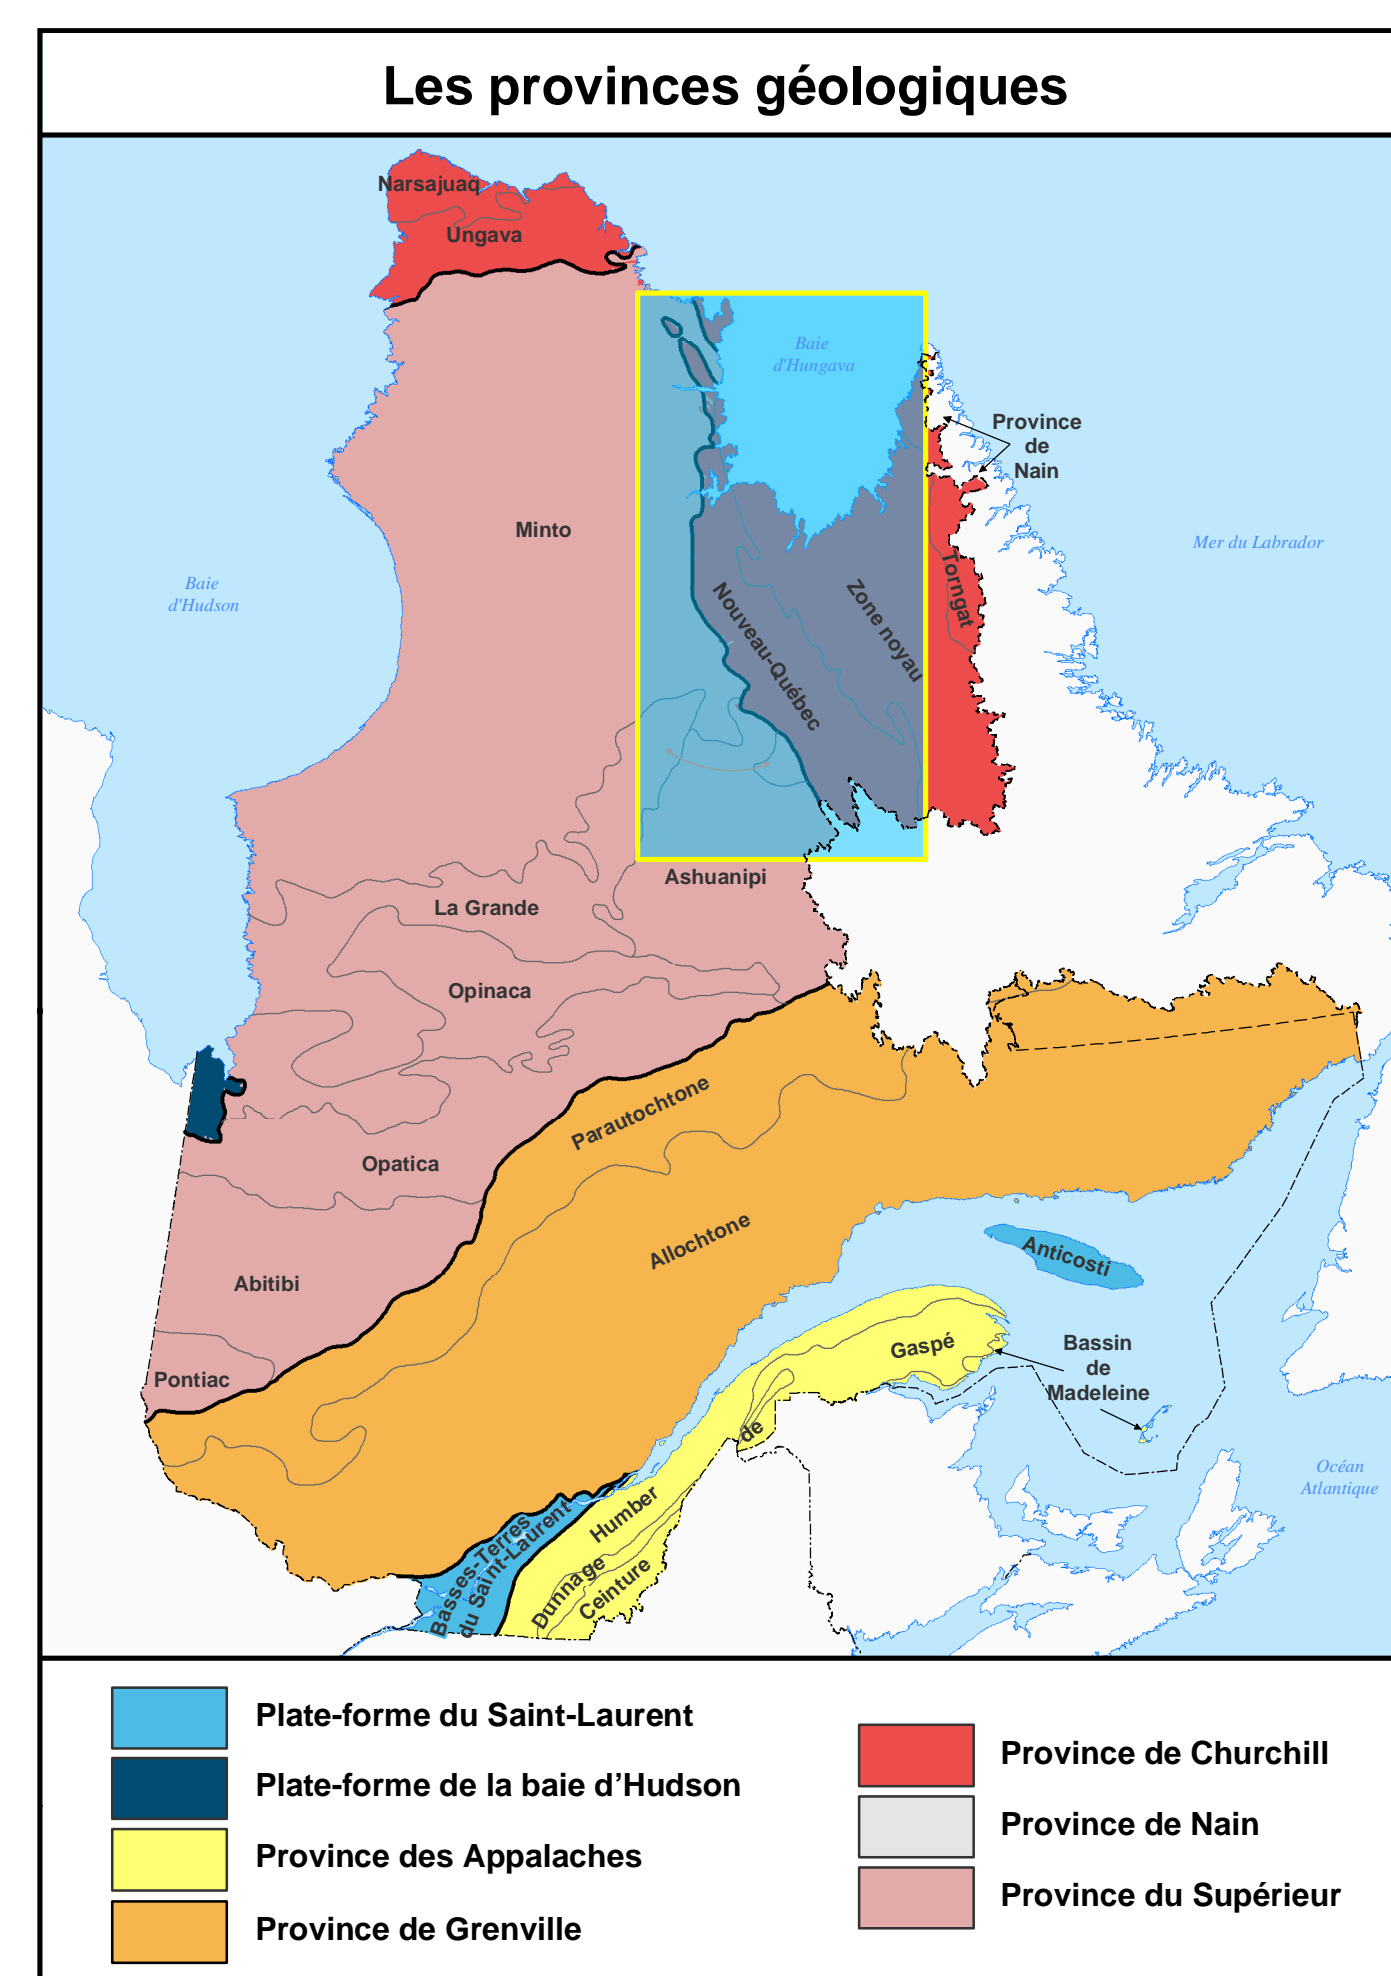 Les provinces géologiques
Narsajuaq
Ungava
Baie
d'Hungava
Province
de
Nain
Minto
Mer du Labrador
Baie
d'Hudson
Torngat
Nouveau-Québec
Zone noyau
Ashuanipi
La Grande
Opinaca
Parautochtone
Opatica
Allochtone
Anticosti
Abitibi
Gaspé
Bassin
de
Madeleine
Pontiac
de
Océan
Atlantique
Humber
Basses-Terres
du Saint-Laurent
Dunnage
Ceinture
Plate-forme du Saint-Laurent
Plate-forme de la baie d’Hudson
Province des Appalaches
Province de Grenville
Province de Churchill
Province de Nain
Province du Supérieur